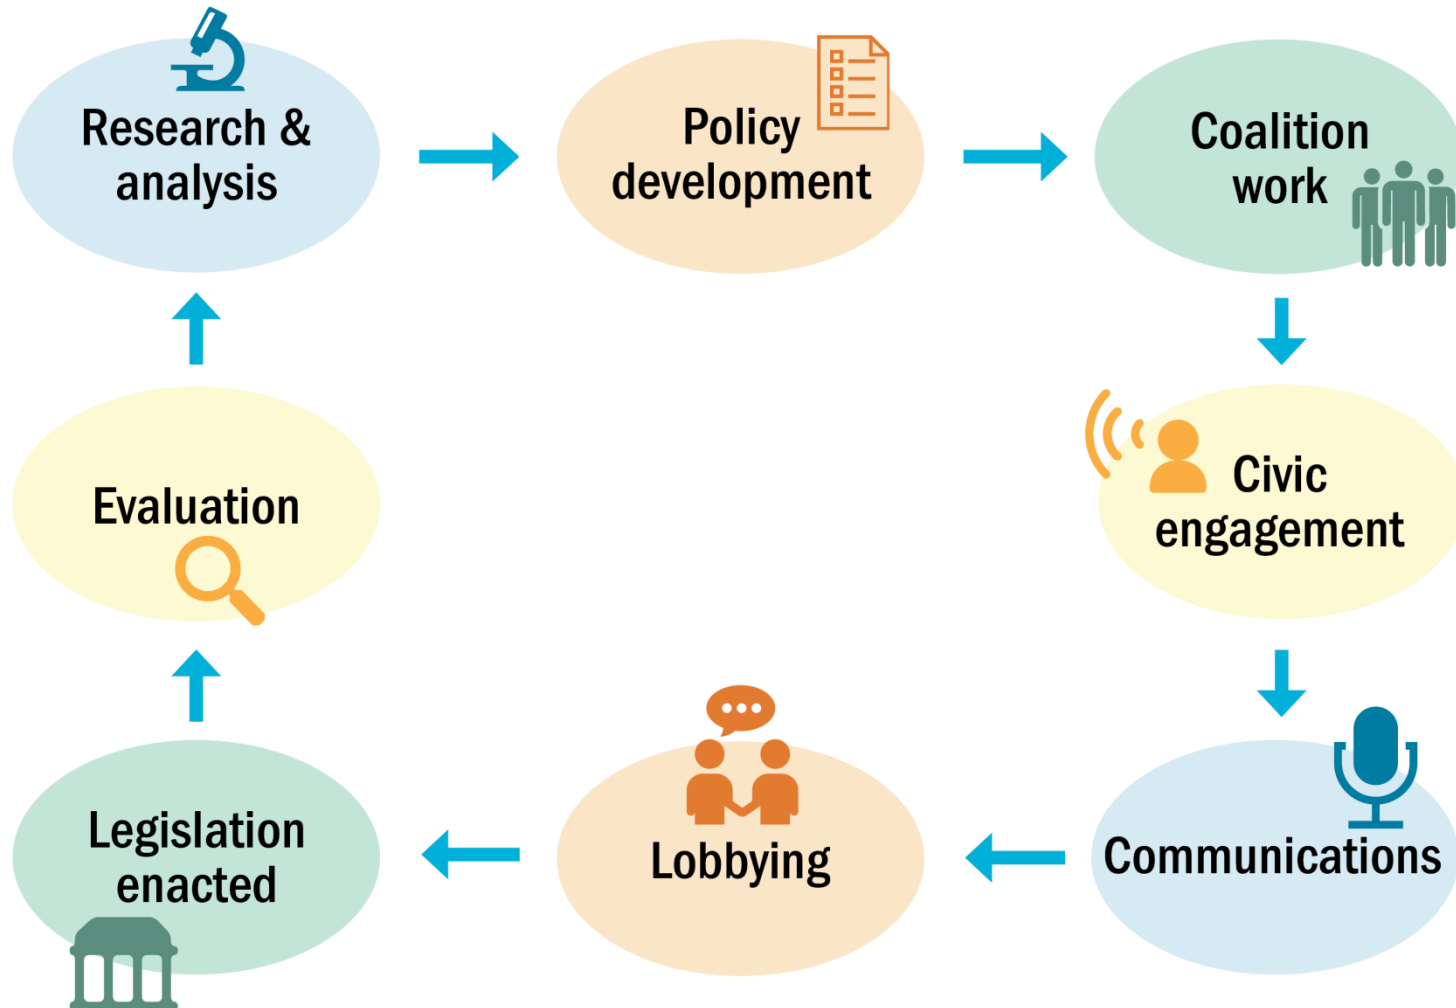 Research &
analysis
Policy
development
Coalition
work
Civic
engagement
Communications
Lobbying
Legislation
enacted
Evaluation